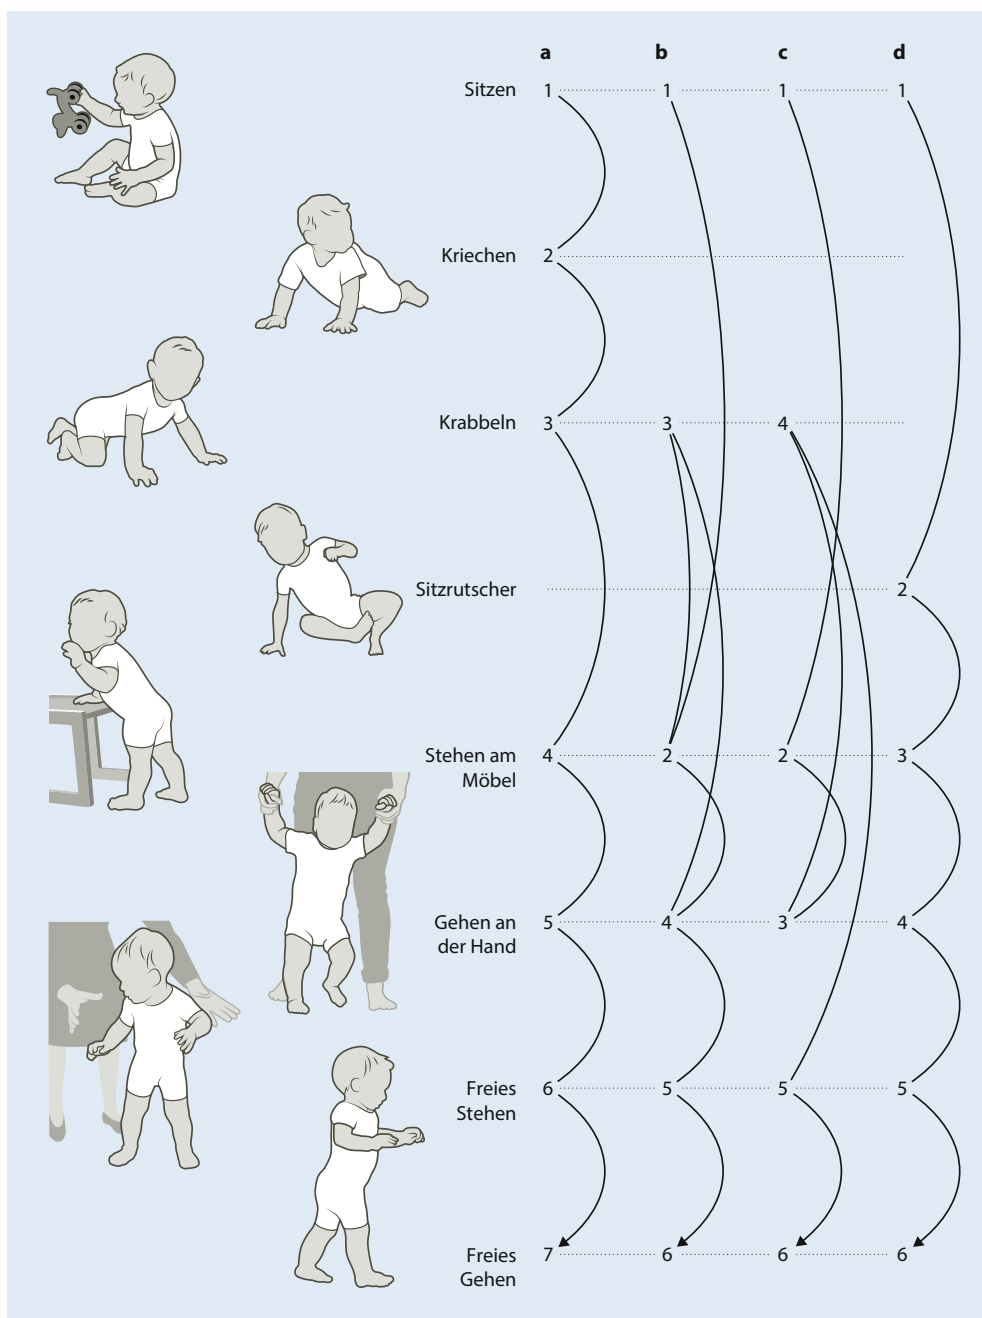 a b c d
Sitzen 1 1 1 1
Kriechen 2
Krabbeln 3 3 4
Sitzrutscher 2
Stehen am 4 2 2 3
Möbel
Gehen an 5 4 3 4
der Hand
Freies 6 5 5 5
Stehen
Freies 7 6 6 6
Gehen